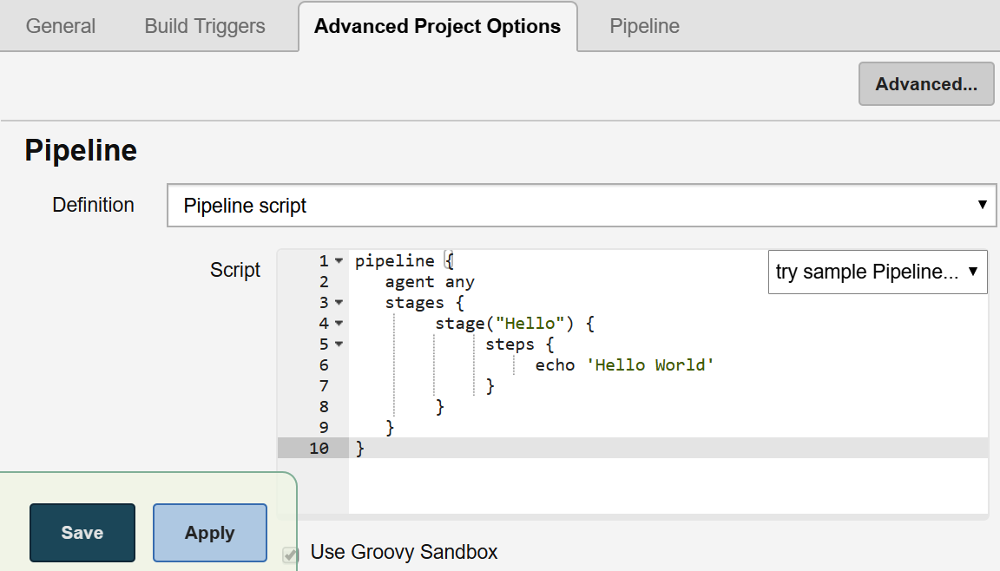 General Build Triggers Advanced Project Options Pipeline
Advanced...
Pipeline
Definition Pipeline script
Script
try sample Pipeline...
1 pipeline {
2    agent any
3    stages {
4         stage("Hello") {
5              steps {
6                   echo 'Hello World'
7              }
8         }
9    }
10 }
Save Apply
Use Groovy Sandbox